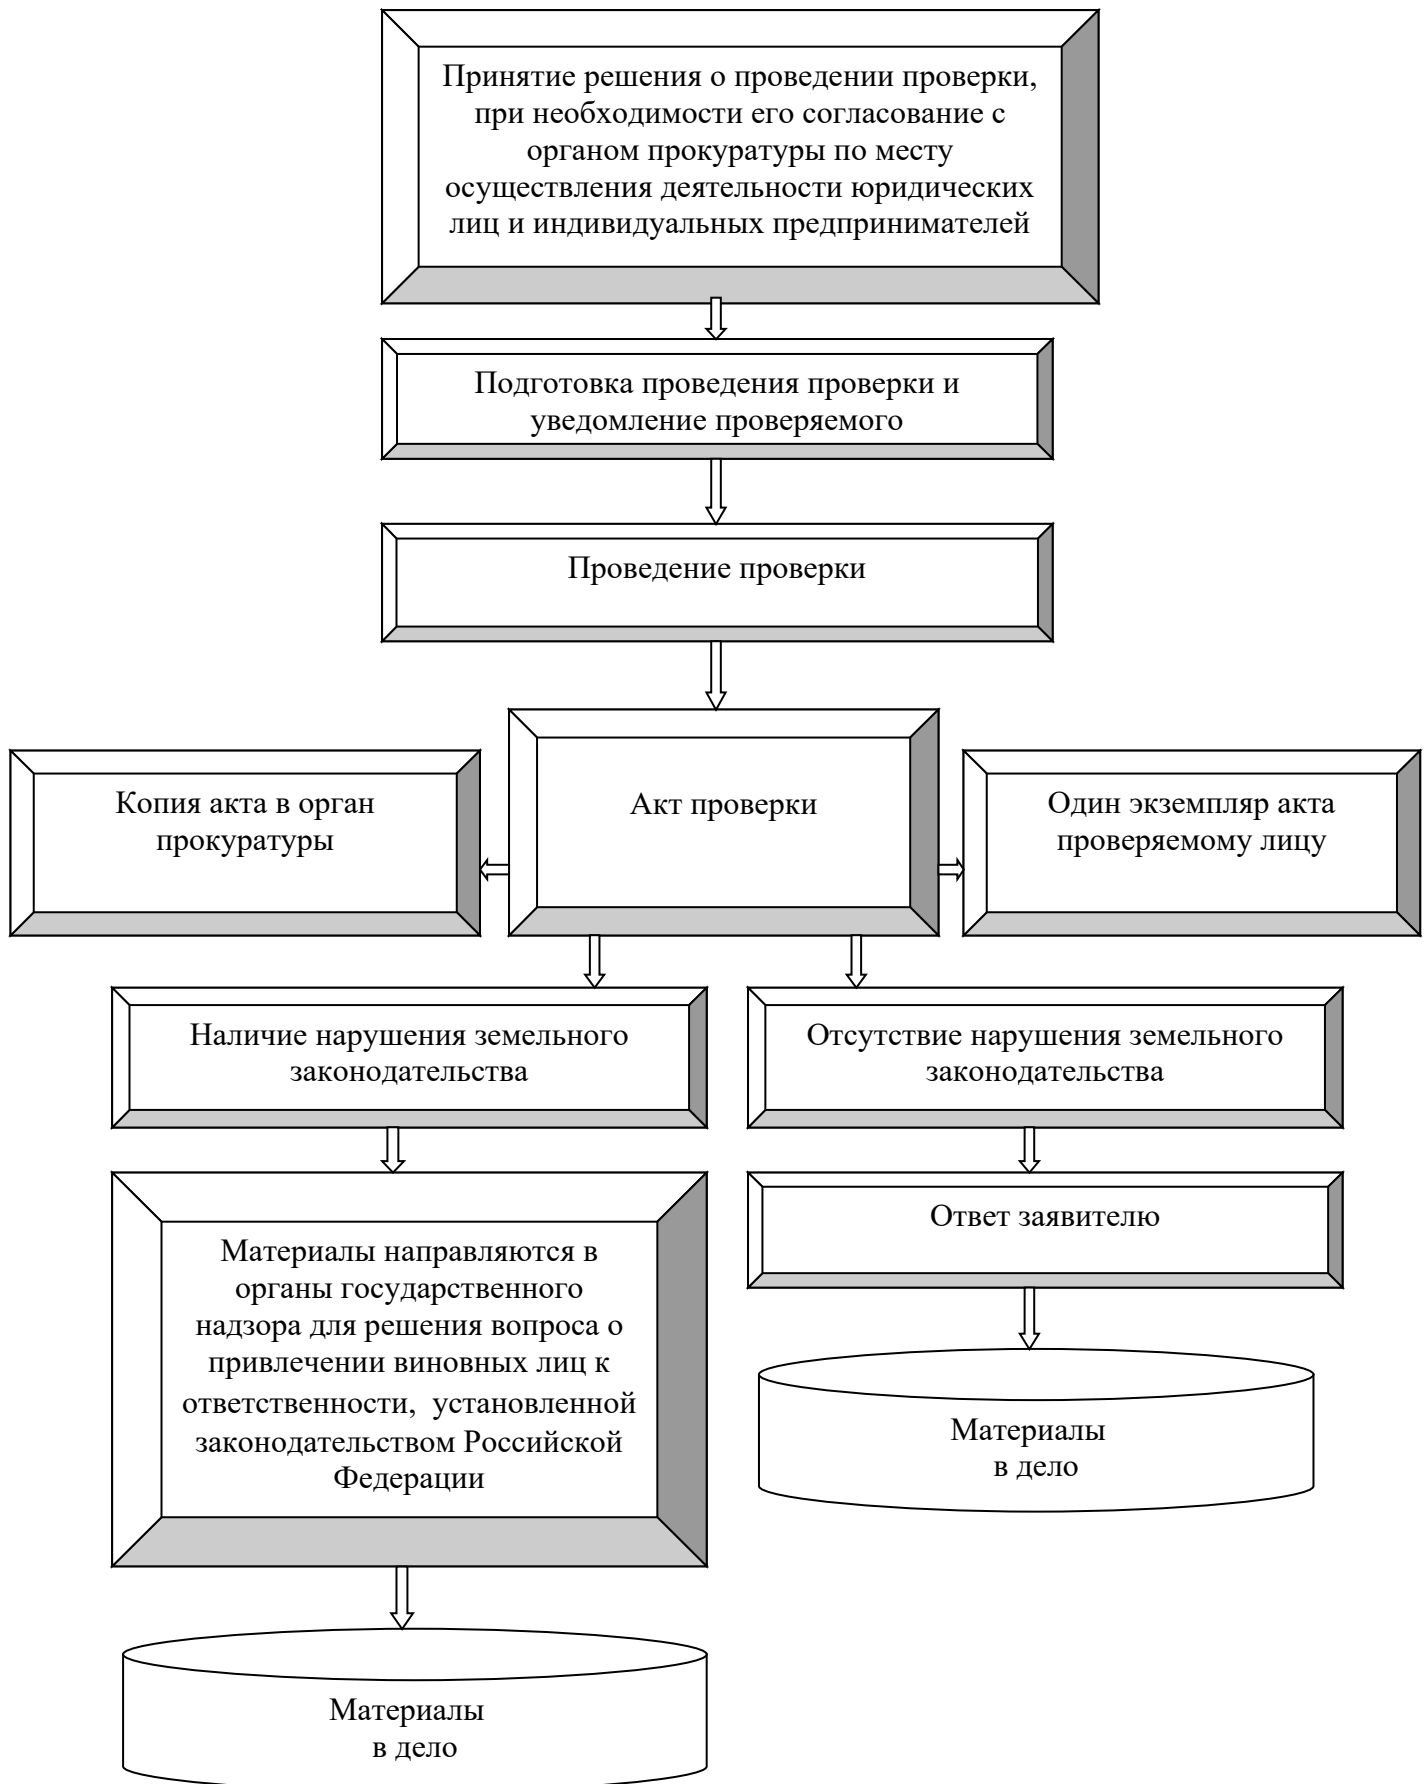 Принятие решения о проведении проверки,
при необходимости его согласование с
органом прокуратуры по месту
осуществления деятельности юридических
лиц и индивидуальных предпринимателей
Подготовка проведения проверки и
уведомление проверяемого
Проведение проверки
Копия акта в орган
прокуратуры
Акт проверки
Один экземпляр акта
проверяемому лицу
Наличие нарушения земельного
законодательства
Отсутствие нарушения земельного
законодательства
Материалы направляются в
органы государственного
надзора для решения вопроса о
привлечении виновных лиц к
ответственности, установленной
законодательством Российской
Федерации
Ответ заявителю
Материалы
в дело
Материалы
в дело